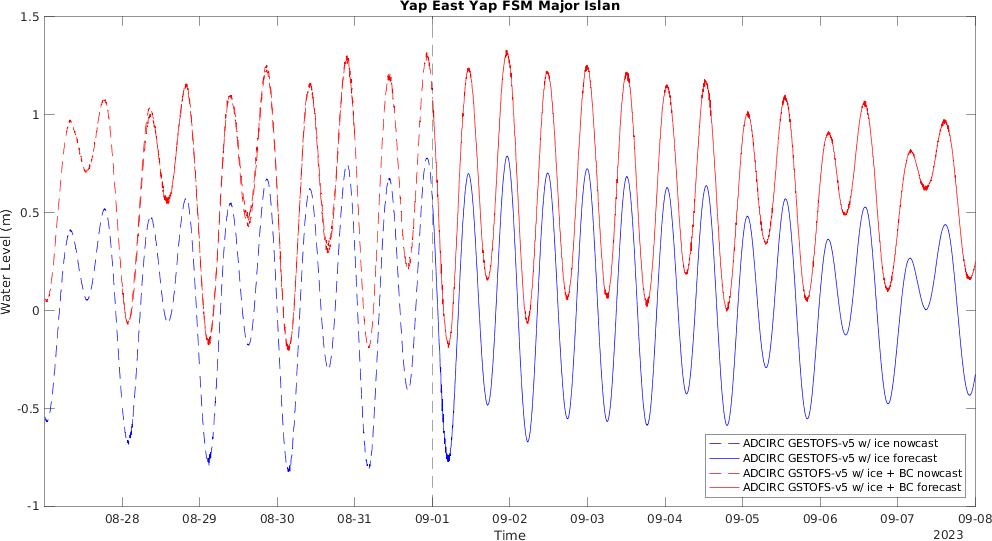 Yap East Yap FSM Major Islan
Water Level (m)
1.5
1
0.5
0
-0.5
-1
08-28
08-29
08-30
08-31
09-01
09-02
09-03
09-04
09-05
09-06
09-07
09-08
Time
2023
ADCIRC GESTOFS-v5 w/ ice nowcast
ADCIRC GESTOFS-v5 w/ ice forecast
ADCIRC GSTOFS-v5 w/ ice + BC nowcast
ADCIRC GSTOFS-v5 w/ ice + BC forecast